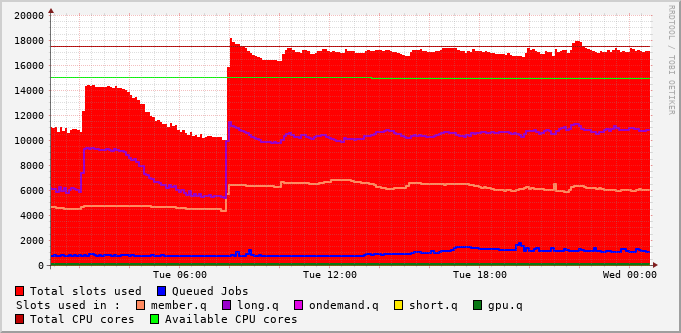 20000
18000
16000
14000
12000
10000
8000
6000
4000
2000
0
Tue 06:00 Tue 12:00 Tue 18:00 Wed 00:00
RRDTOOL / TOBI OETIKER
Total slots used Queued Jobs
Slots used in : member.q long.q ondemand.q short.q gpu.q
Total CPU cores Available CPU cores